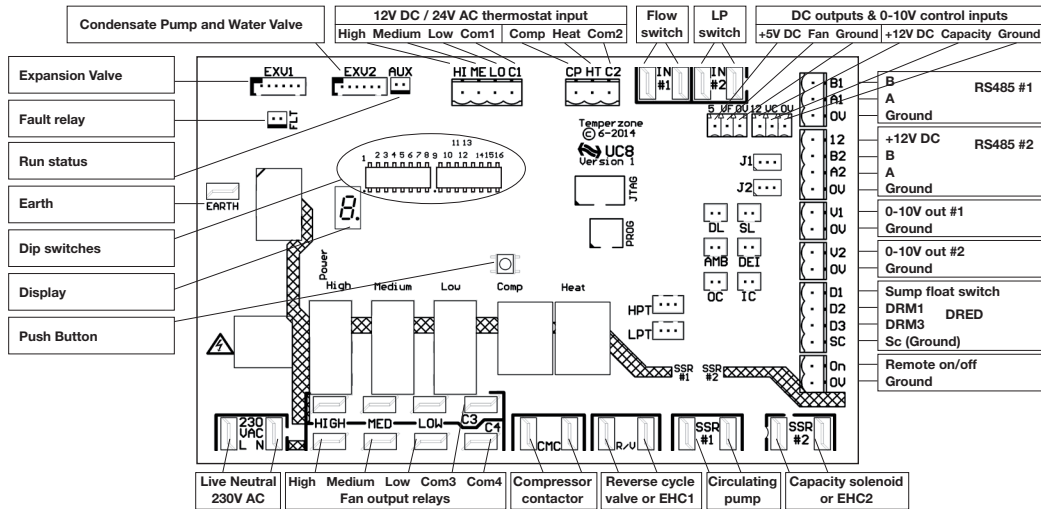 12V DC / 24V AC thermostat input
Flow switch
LP switch
DC outputs & 0-10V control inputs
Condensate Pump and Water Valve
High Medium Low Com1
Comp Heat Com2
+5V DC Fan Ground
+12V DC Capacity Ground
Expansion Valve
Fault relay
Run status
Earth
Dip switches
Display
Push Button
EXV1
EXV2
AUX
HI ME LO C1
CP HT C2
IN #1
IN #2
FLT
5 VF 0V
12 VC 0V
Temperzone
© 6-2014
UC8
Version 1
11 13
1 2 3 4 5 6 7 8 9 10 12 14 15 16
EARTH
8.
J1
J2
JTAG
PROG
DL SL
AMB DEI
OC IC
HPT
LPT
Power
High Medium Low Comp Heat
SSR #1
SSR #2
B1 B
A1 A
0V Ground
RS485 #1
12 +12V DC
B2 B
A2 A
0V Ground
RS485 #2
V1 0-10V out #1
0V Ground
V2 0-10V out #2
0V Ground
D1 Sump float switch
D2 DRM1
D3 DRM3
SC Sc (Ground)
DRED
On Remote on/off
0V Ground
230 VAC
L N
HIGH MED LOW C3
C4
CMC
R/V
SSR #1
SSR #2
Live Neutral
230V AC
High Medium Low Com3 Com4
Fan output relays
Compressor
contactor
Reverse cycle
valve or EHC1
Circulating
pump
Capacity solenoid
or EHC2